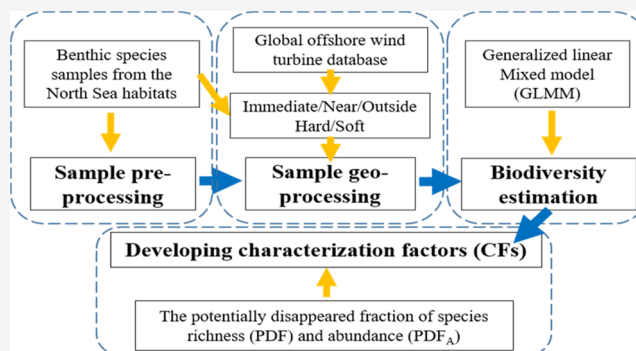 Benthic species
samples from the
North Sea habitats
Sample pre-
processing
Global offshore wind
turbine database
Immediate/Near/Outside
Hard/Soft
Sample geo-
processing
Generalized linear
Mixed model
(GLMM)
Biodiversity
estimation
Developing characterization factors (CFs)
The potentially disappeared fraction of species
richness (PDF) and abundance (PDFA)